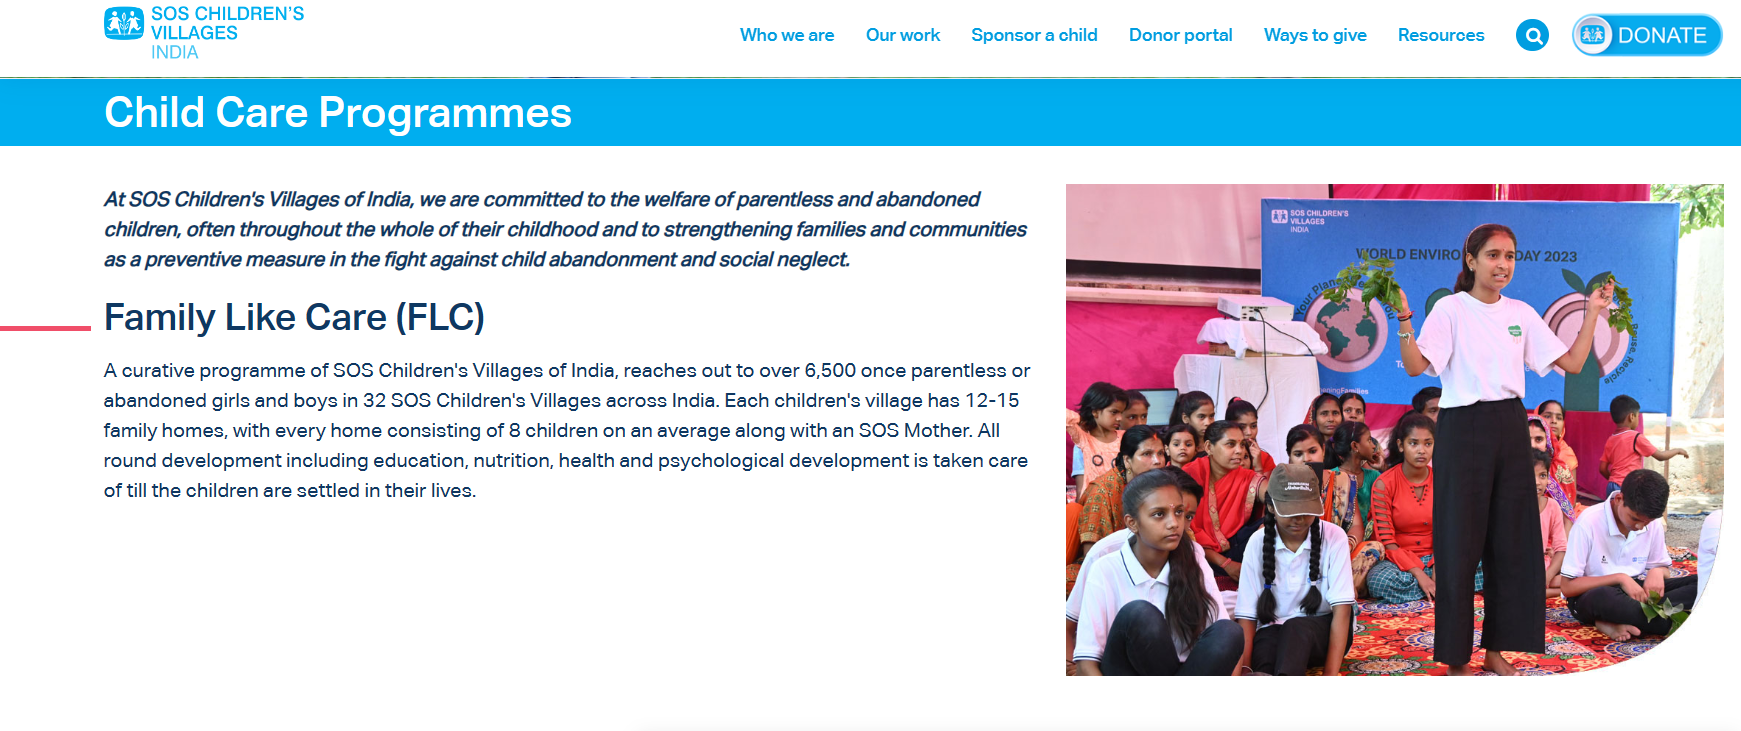 SOS CHILDREN'S
VILLAGES
INDIA
Who we are
Our work
Sponsor a child
Donor portal
Ways to give
Resources
DONATE
Child Care Programmes
At SOS Children's Villages of India, we are committed to the welfare of parentless and abandoned
children, often throughout the whole of their childhood and to strengthening families and communities
as a preventive measure in the fight against child abandonment and social neglect.
Family Like Care (FLC)
A curative programme of SOS Children's Villages of India, reaches out to over 6,500 once parentless or
abandoned girls and boys in 32 SOS Children's Villages across India. Each children's village has 12-15
family homes, with every home consisting of 8 children on an average along with an SOS Mother. All
round development including education, nutrition, health and psychological development is taken care
of till the children are settled in their lives.
SOS CHILDREN'S
VILLAGES
INDIA
WORLD ENVIRO DAY 2023
Your Plane
you
Reuse, Recycle
eningFamilies